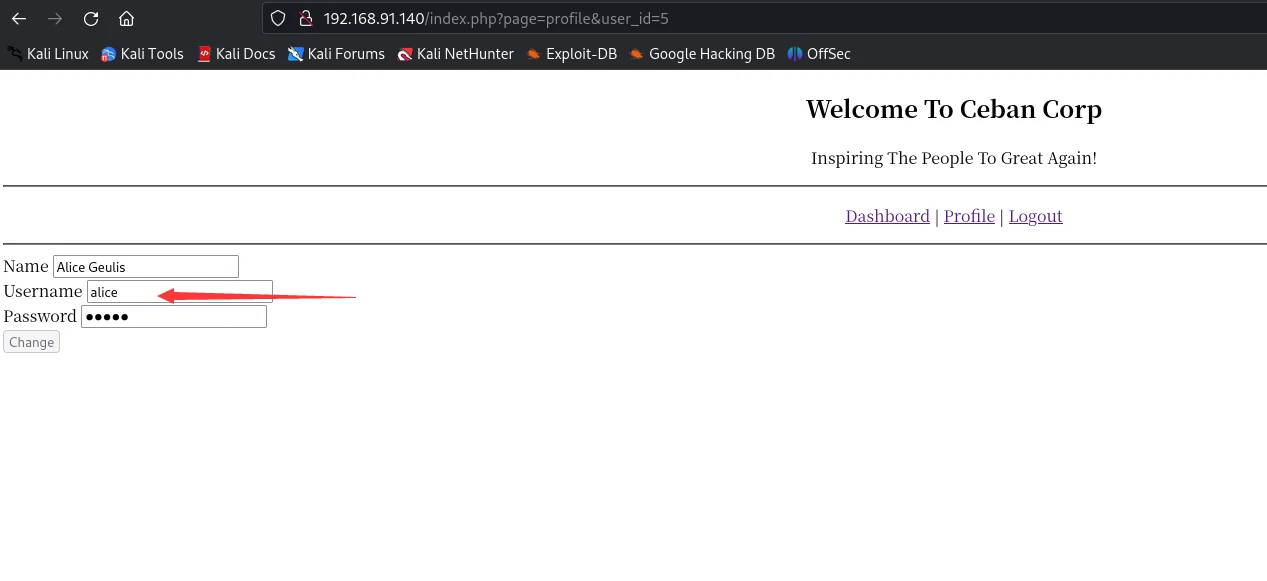 192.168.91.140/index.php?page=profile&user_id=5
Kali Linux Kali Tools Kali Docs Kali Forums Kali NetHunter Exploit-DB Google Hacking DB OffSec
Welcome To Ceban Corp
Inspiring The People To Great Again!
Dashboard | Profile | Logout
Name Alice Geulis
Username alice
Password •••••
Change